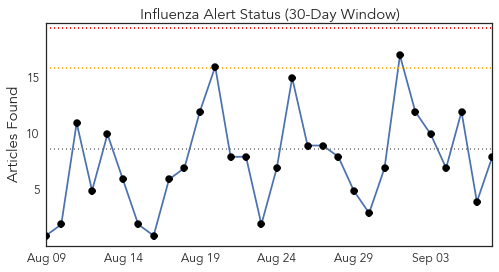 Influenza Alert Status (30-Day Window)
Articles Found
15
10
5
Aug 09 Aug 14 Aug 19 Aug 24 Aug 29 Sep 03